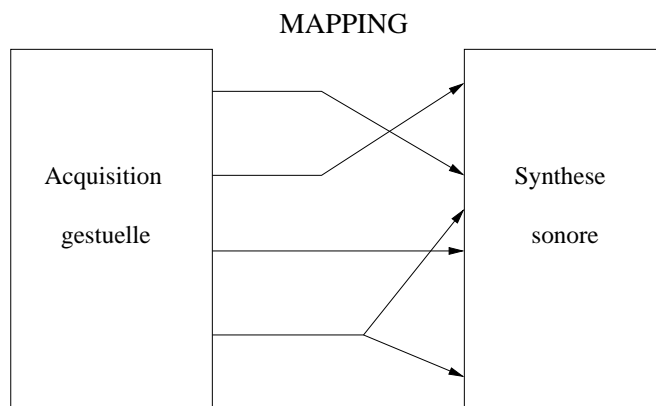 MAPPING
Acquisition
gestuelle
Synthese
sonore